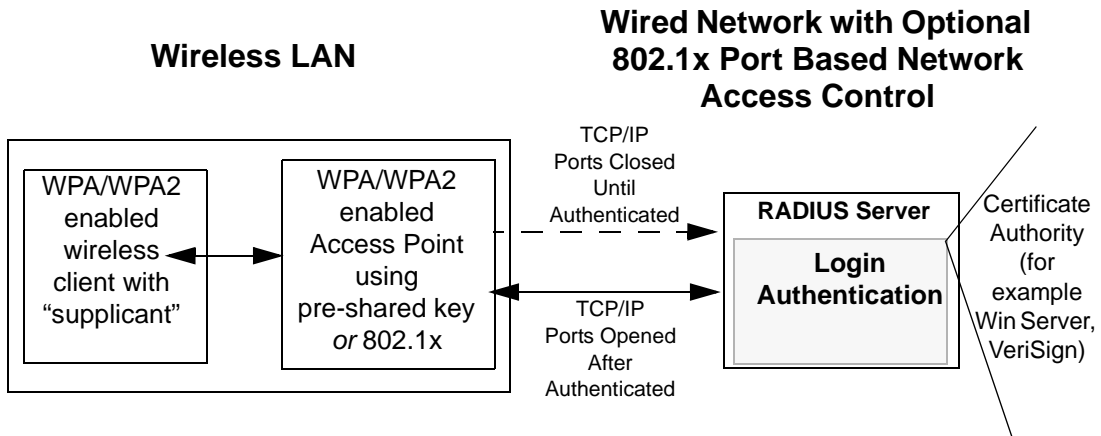 Wireless LAN
Wired Network with Optional
802.1x Port Based Network
Access Control
WPA/WPA2
enabled
wireless
client with
“supplicant”
WPA/WPA2
enabled
Access Point
using
pre-shared key
or 802.1x
TCP/IP
Ports Closed
Until
Authenticated
TCP/IP
Ports Opened
After
Authenticated
RADIUS Server
Login
Authentication
Certificate
Authority
(for
example
Win Server,
VeriSign)